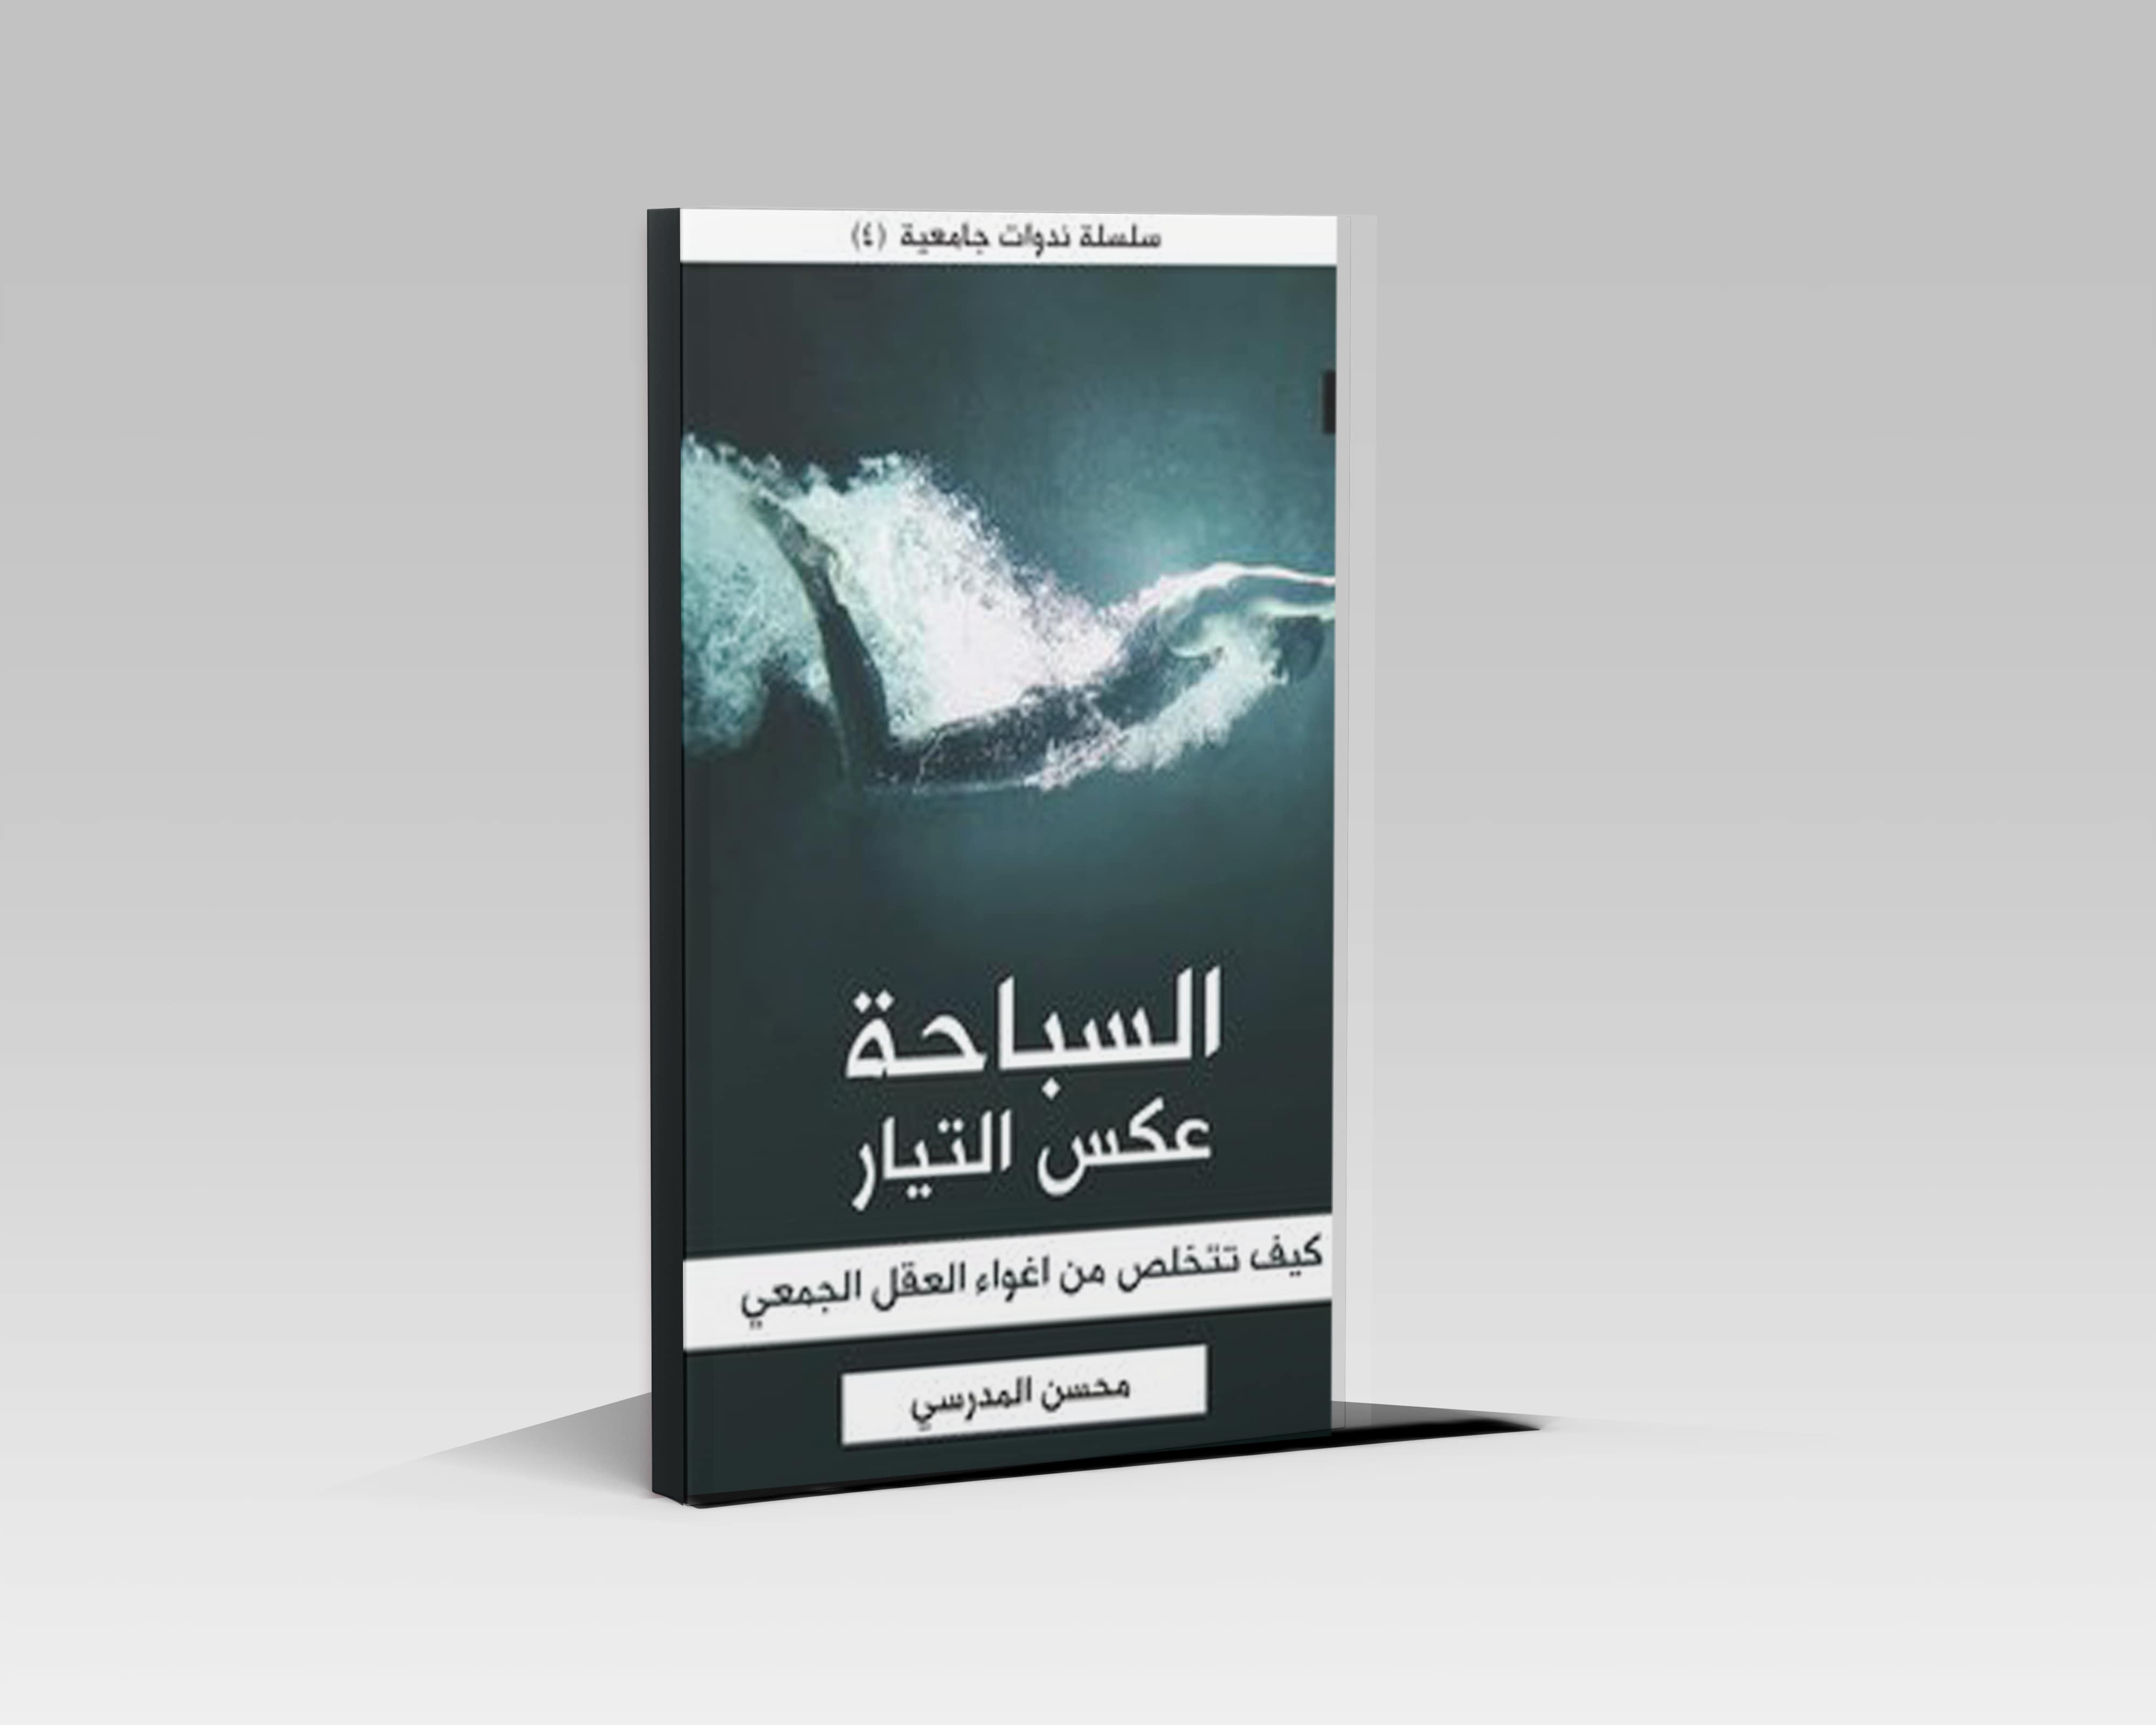 سلسلة ندوات جامعية (٤)
السباحة
عكس التيار
كيف تتخلص من اغواء العقل الجمعي
محسن المدرسي